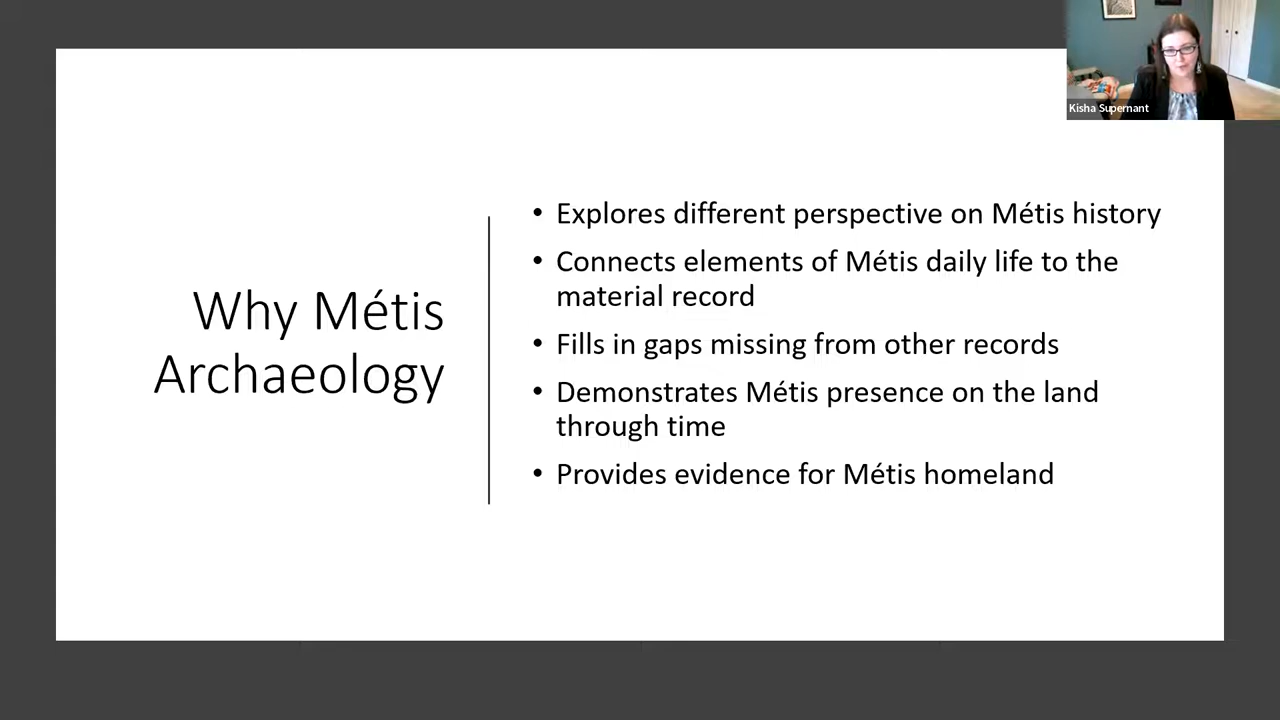 Kisha Supernant
Why Métis
Archaeology
• Explores different perspective on Métis history
• Connects elements of Métis daily life to the
material record
• Fills in gaps missing from other records
• Demonstrates Métis presence on the land
through time
• Provides evidence for Métis homeland